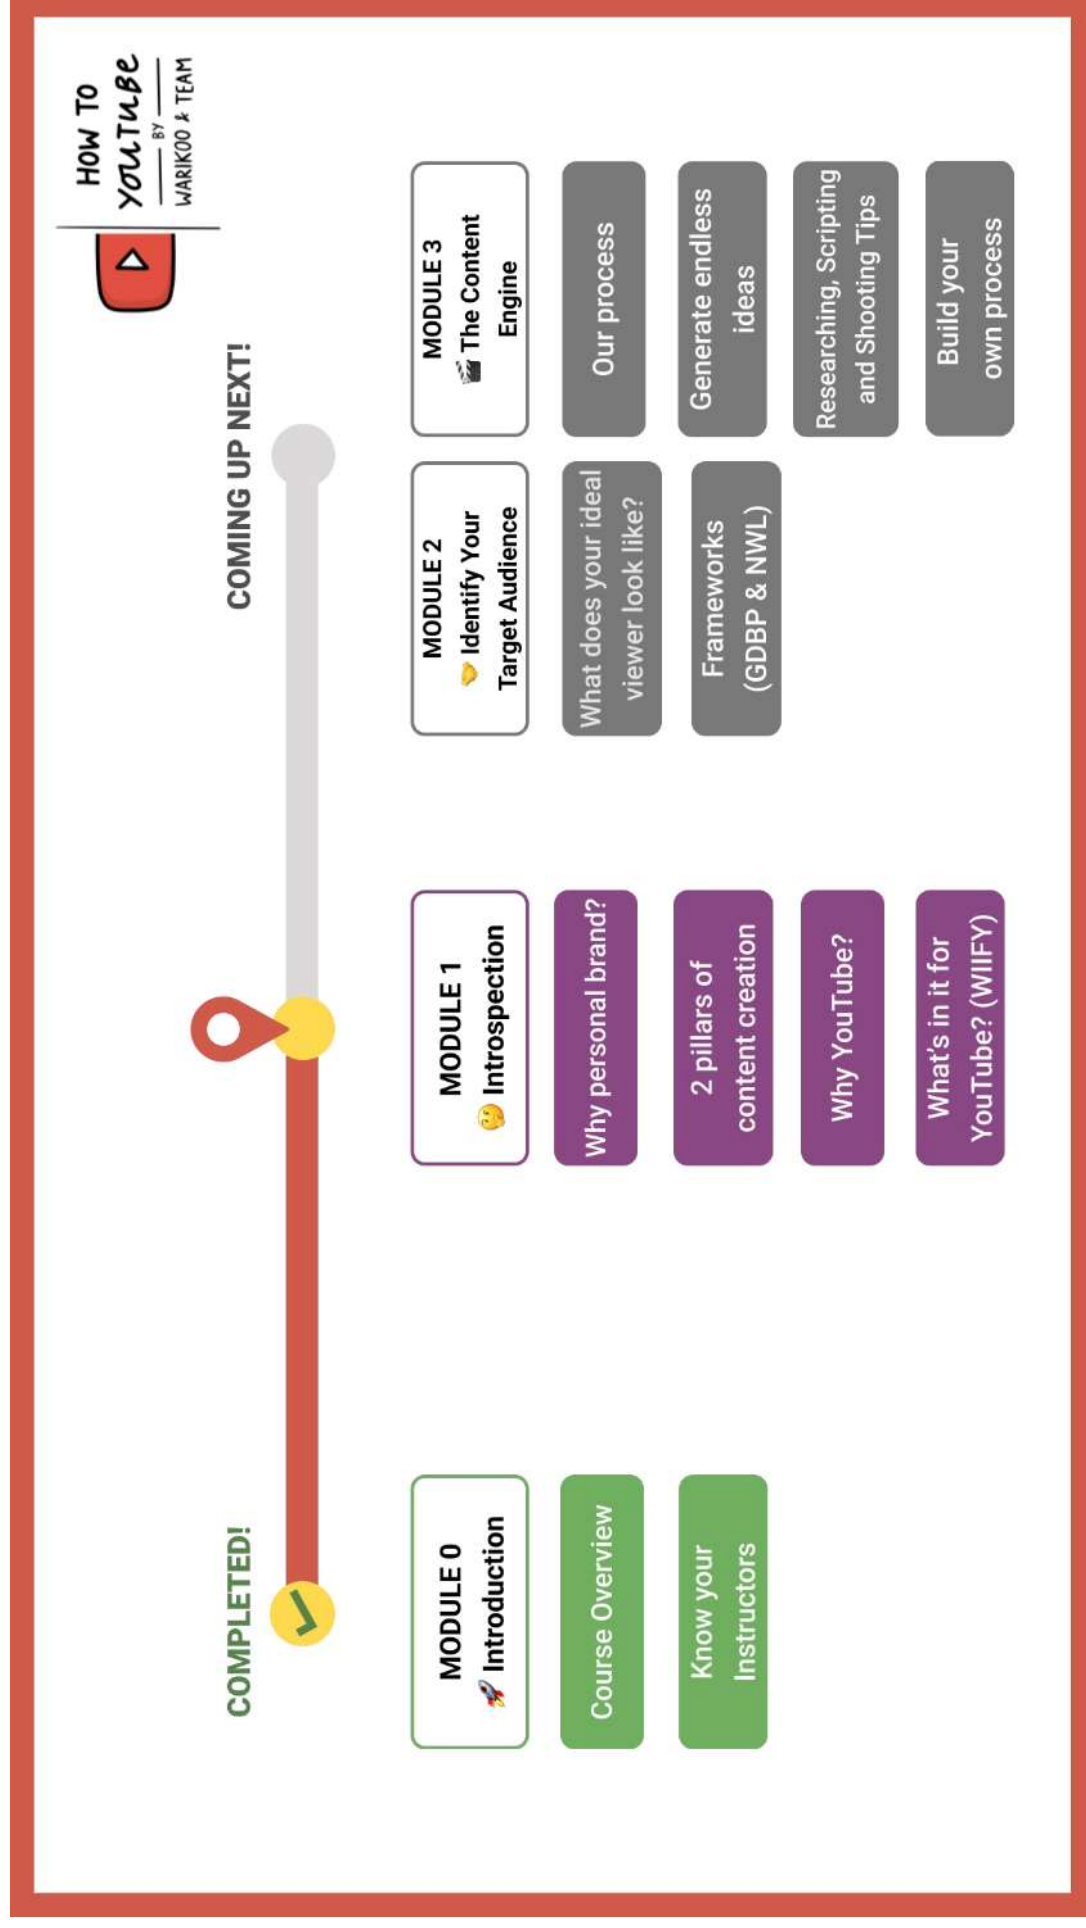 HOW TO
YOUTUBE
BY
WARIKOO & TEAM
COMPLETED!
COMING UP NEXT!
MODULE 0
🚀 Introduction
Course Overview
Know your
Instructors
MODULE 1
🤔 Introspection
Why personal brand?
2 pillars of
content creation
Why YouTube?
What's in it for
YouTube? (WIIFY)
MODULE 2
🤝 Identify Your
Target Audience
What does your ideal
viewer look like?
Frameworks
(GDBP & NWL)
MODULE 3
🎬 The Content
Engine
Our process
Generate endless
ideas
Researching, Scripting
and Shooting Tips
Build your
own process